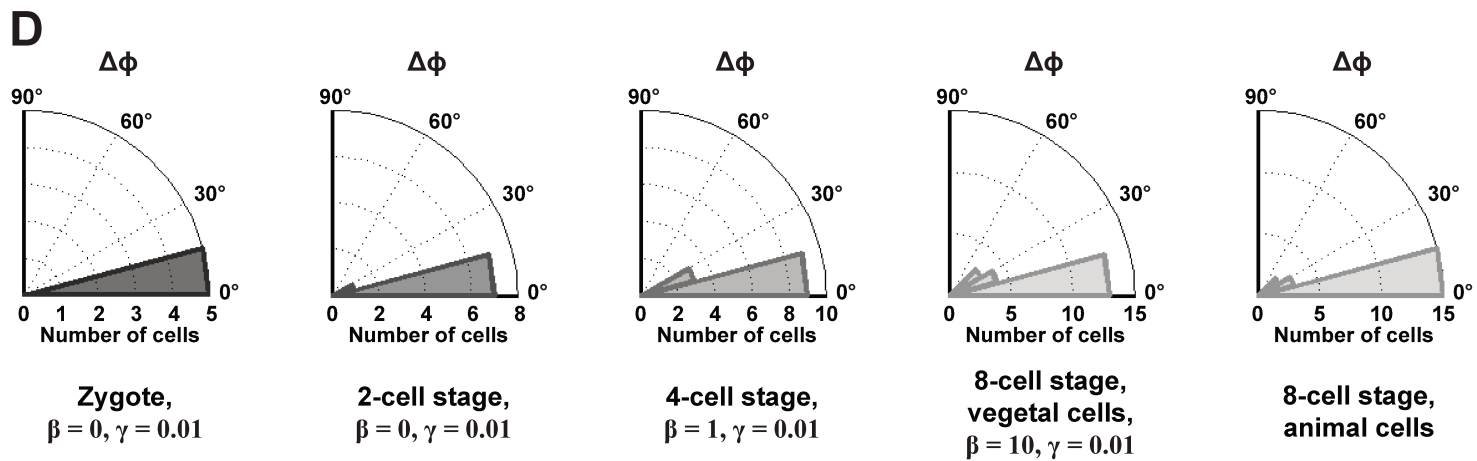 D
Δϕ Δϕ Δϕ Δϕ Δϕ
90° 90° 90° 90° 90°
60° 60° 60° 60° 60°
30° 30° 30° 30° 30°
0° 0° 0° 0° 0°
0 1 2 3 4 5 0 2 4 6 8 0 2 4 6 8 10 0 5 10 15 0 5 10 15
Number of cells Number of cells Number of cells Number of cells Number of cells
Zygote,
β = 0, γ = 0.01
2-cell stage,
β = 0, γ = 0.01
4-cell stage,
β = 1, γ = 0.01
8-cell stage,
vegetal cells,
β = 10, γ = 0.01
8-cell stage,
animal cells